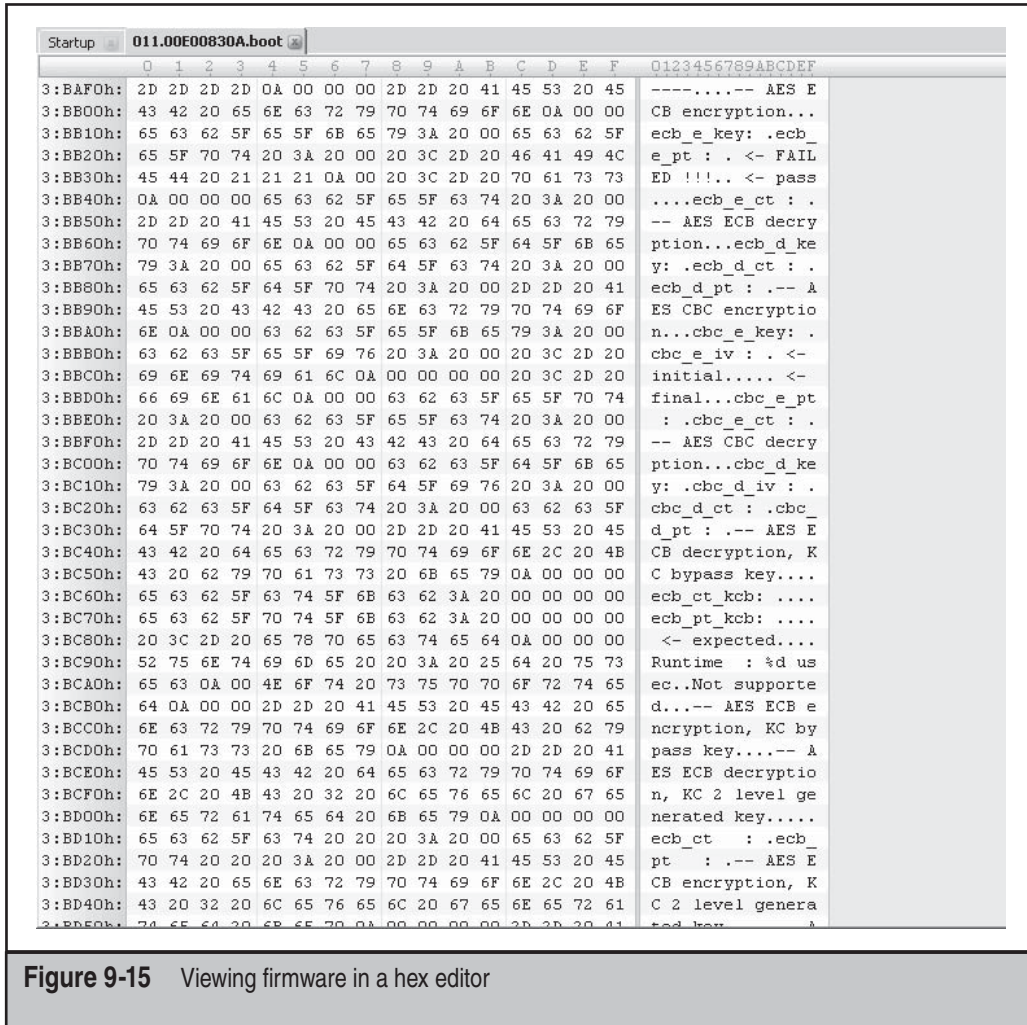 Startup 011.00E00830A.boot
0 1 2 3 4 5 6 7 8 9 A B C D E F 0123456789ABCDEF
3:BAF0h: 2D 2D 2D 2D 0A 00 00 00 2D 2D 20 41 45 53 20 45 ----....-- AES E
3:BB00h: 43 42 20 65 6E 63 72 79 70 74 69 6F 6E 0A 00 00 CB encryption...
3:BB10h: 65 63 62 5F 65 5F 6B 65 79 3A 20 00 65 63 62 5F ecb_e_key: .ecb_
3:BB20h: 65 5F 70 74 20 3A 20 00 20 3C 2D 20 46 41 49 4C e_pt : . <- FAIL
3:BB30h: 45 44 20 21 21 21 0A 00 20 3C 2D 20 70 61 73 73 ED !!!.. <- pass
3:BB40h: 0A 00 00 00 65 63 62 5F 65 5F 63 74 20 3A 20 00 ....ecb_e_ct : .
3:BB50h: 2D 2D 20 41 45 53 20 45 43 42 20 64 65 63 72 79 -- AES ECB decry
3:BB60h: 70 74 69 6F 6E 0A 00 00 65 63 62 5F 64 5F 6B 65 ption...ecb_d_ke
3:BB70h: 79 3A 20 00 65 63 62 5F 64 5F 63 74 20 3A 20 00 y: .ecb_d_ct : .
3:BB80h: 65 63 62 5F 64 5F 70 74 20 3A 20 00 2D 2D 20 41 ecb_d_pt : .-- A
3:BB90h: 45 53 20 43 42 43 20 65 6E 63 72 79 70 74 69 6F ES CBC encryptio
3:BBA0h: 6E 0A 00 00 63 62 63 5F 65 5F 6B 65 79 3A 20 00 n...cbc_e_key: .
3:BBB0h: 63 62 63 5F 65 5F 69 76 20 3A 20 00 20 3C 2D 20 cbc_e_iv : . <-
3:BBC0h: 69 6E 69 74 69 61 6C 0A 00 00 00 00 20 3C 2D 20 initial..... <-
3:BBD0h: 66 69 6E 61 6C 0A 00 00 63 62 63 5F 65 5F 70 74 final...cbc_e_pt
3:BBE0h: 20 3A 20 00 63 62 63 5F 65 5F 63 74 20 3A 20 00 : .cbc_e_ct : .
3:BBF0h: 2D 2D 20 41 45 53 20 43 42 43 20 64 65 63 72 79 -- AES CBC decry
3:BC00h: 70 74 69 6F 6E 0A 00 00 63 62 63 5F 64 5F 6B 65 ption...cbc_d_ke
3:BC10h: 79 3A 20 00 63 62 63 5F 64 5F 69 76 20 3A 20 00 y: .cbc_d_iv : .
3:BC20h: 63 62 63 5F 64 5F 63 74 20 3A 20 00 63 62 63 5F cbc_d_ct : .cbc_
3:BC30h: 64 5F 70 74 20 3A 20 00 2D 2D 20 41 45 53 20 45 d_pt : .-- AES E
3:BC40h: 43 42 20 64 65 63 72 79 70 74 69 6F 6E 2C 20 4B CB decryption, K
3:BC50h: 43 20 62 79 70 61 73 73 20 6B 65 79 0A 00 00 00 C bypass key....
3:BC60h: 65 63 62 5F 63 74 5F 6B 63 62 3A 20 00 00 00 00 ecb_ct_kcb: ....
3:BC70h: 65 63 62 5F 70 74 5F 6B 63 62 3A 20 00 00 00 00 ecb_pt_kcb: ....
3:BC80h: 20 3C 2D 20 65 78 70 65 63 74 65 64 0A 00 00 00 <- expected....
3:BC90h: 52 75 6E 74 69 6D 65 20 20 3A 20 25 64 20 75 73 Runtime  : %d us
3:BCA0h: 65 63 0A 00 4E 6F 74 20 73 75 70 70 6F 72 74 65 ec..Not supporte
3:BCB0h: 64 0A 00 00 2D 2D 20 41 45 53 20 45 43 42 20 65 d...-- AES ECB e
3:BCC0h: 6E 63 72 79 70 74 69 6F 6E 2C 20 4B 43 20 62 79 ncryption, KC by
3:BCD0h: 70 61 73 73 20 6B 65 79 0A 00 00 00 2D 2D 20 41 pass key....-- A
3:BCE0h: 45 53 20 45 43 42 20 64 65 63 72 79 70 74 69 6F ES ECB decryptio
3:BCF0h: 6E 2C 20 4B 43 20 32 20 6C 65 76 65 6C 20 67 65 n, KC 2 level ge
3:BD00h: 6E 65 72 61 74 65 64 20 6B 65 79 0A 00 00 00 00 nerated key.....
3:BD10h: 65 63 62 5F 63 74 20 20 20 3A 20 00 65 63 62 5F ecb_ct   : .ecb_
3:BD20h: 70 74 20 20 20 3A 20 00 2D 2D 20 41 45 53 20 45 pt   : .-- AES E
3:BD30h: 43 42 20 65 6E 63 72 79 70 74 69 6F 6E 2C 20 4B CB encryption, K
3:BD40h: 43 20 32 20 6C 65 76 65 6C 20 67 65 6E 65 72 61 C 2 level genera
Figure 9-15 Viewing firmware in a hex editor